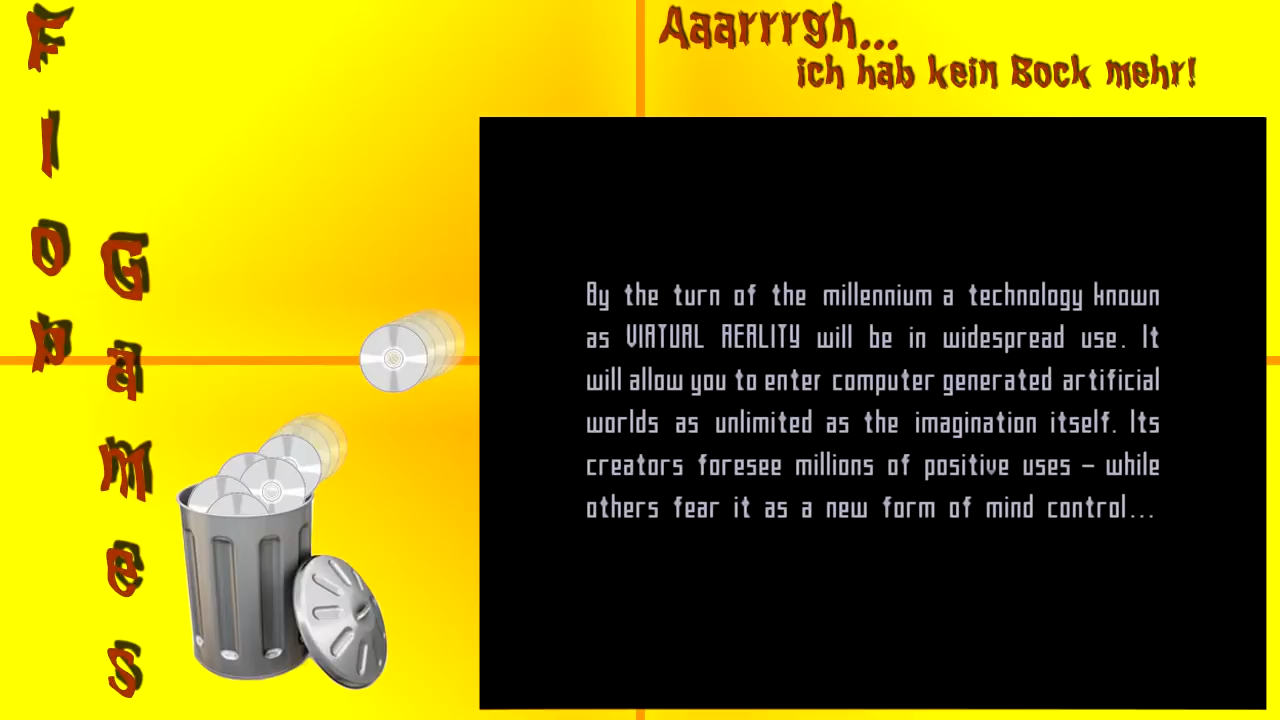 Flop
Games
Aaarrrgh...
ich hab kein Bock mehr!
By the turn of the millennium a technology known
as VIRTUAL REALITY will be in widespread use. It
will allow you to enter computer generated artificial
worlds as unlimited as the imagination itself. Its
creators foresee millions of positive uses – while
others fear it as a new form of mind control...